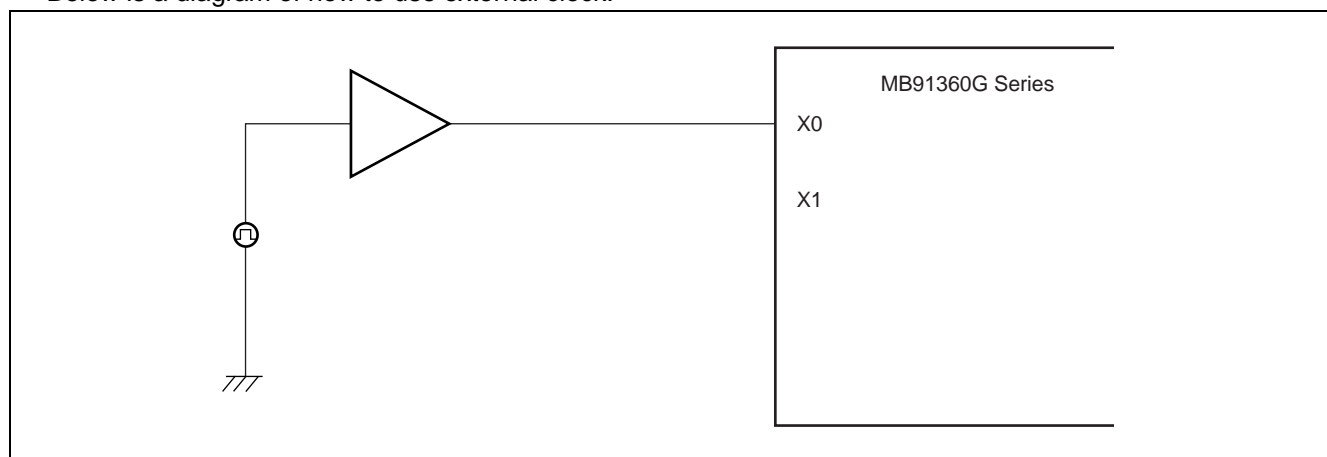 Below is a diagram of how to use external clock.
MB91360G Series
X0
X1